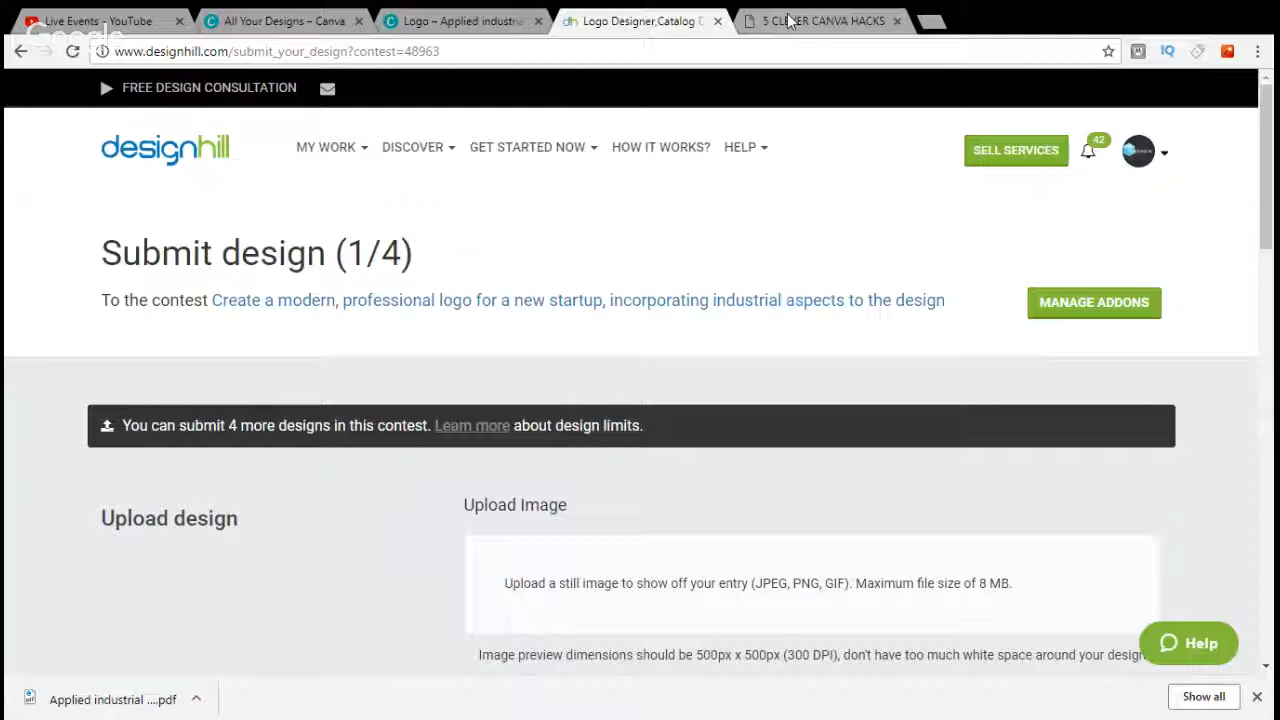 Live Events - YouTube
All Your Designs – Canva
Logo – Applied industria
Logo Designer,Catalog D
5 CLEVER CANVA HACKS
Google
www.designhill.com/submit_your_design?contest=48963
IQ
FREE DESIGN CONSULTATION
designhill
MY WORK
DISCOVER
GET STARTED NOW
HOW IT WORKS?
HELP
SELL SERVICES
42
Submit design (1/4)
To the contest Create a modern, professional logo for a new startup, incorporating industrial aspects to the design
MANAGE ADDONS
You can submit 4 more designs in this contest. Learn more about design limits.
Upload design
Upload Image
Upload a still image to show off your entry (JPEG, PNG, GIF). Maximum file size of 8 MB.
Image preview dimensions should be 500px x 500px (300 DPI), don't have too much white space around your design
Help
Applied industrial ....pdf
Show all